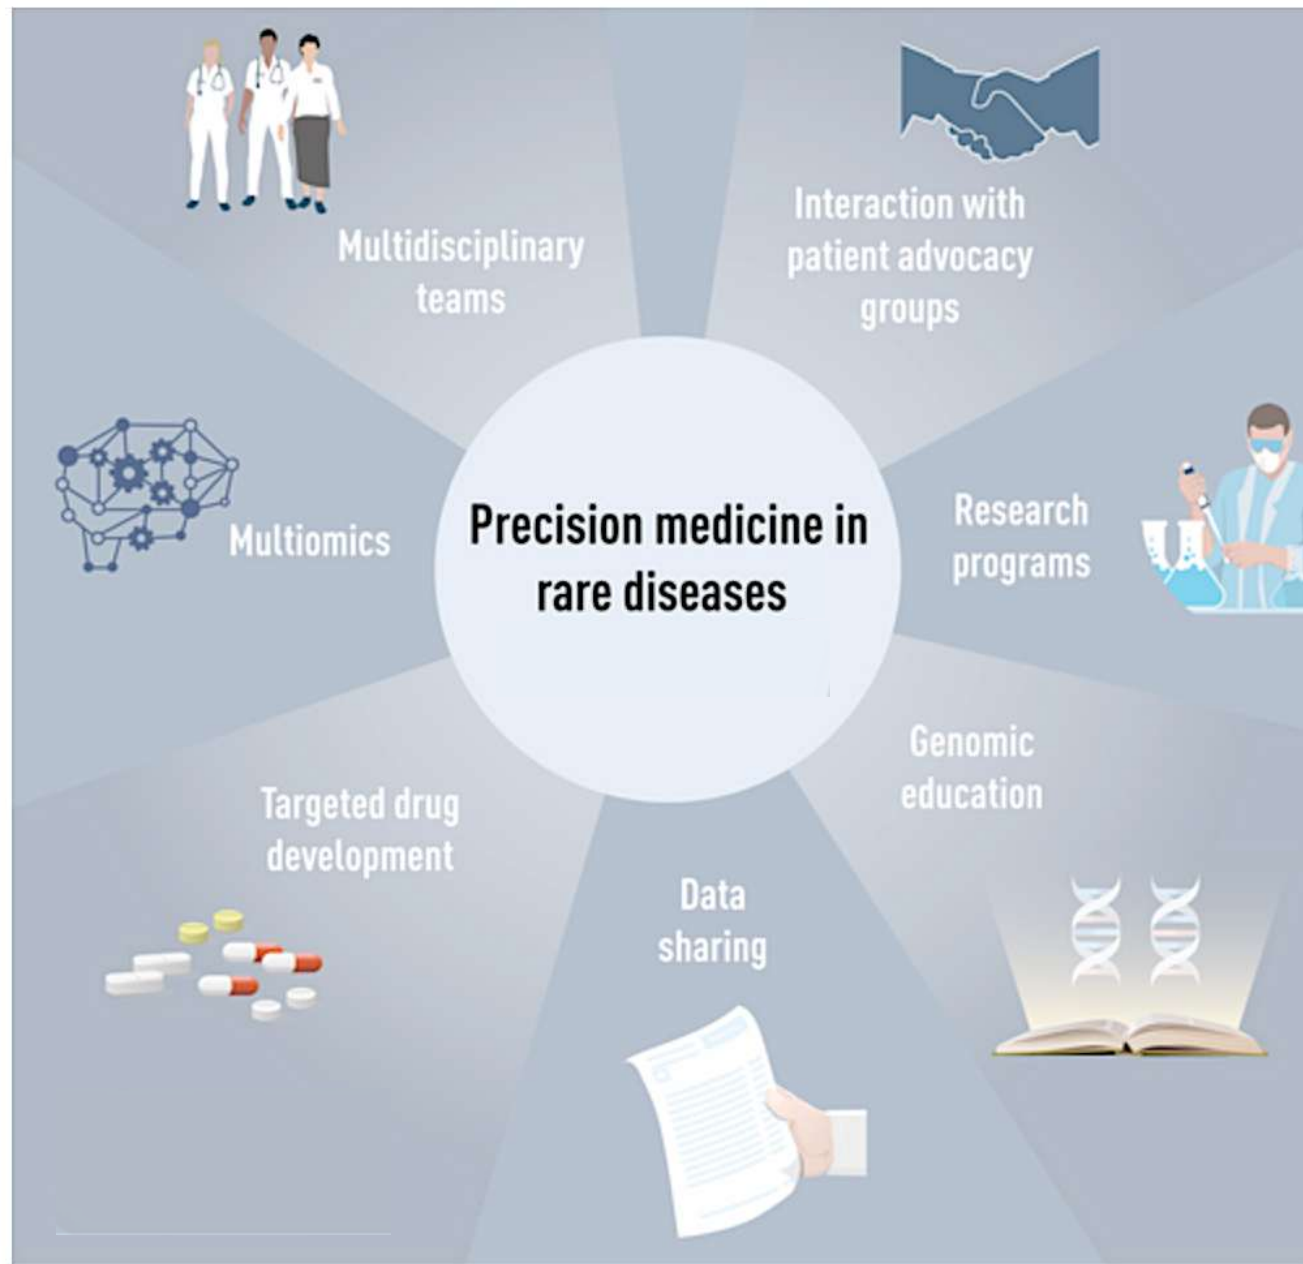 Multidisciplinary
teams
Interaction with
patient advocacy
groups
Multiomics
Precision medicine in
rare diseases
Research
programs
Targeted drug
development
Data
sharing
Genomic
education